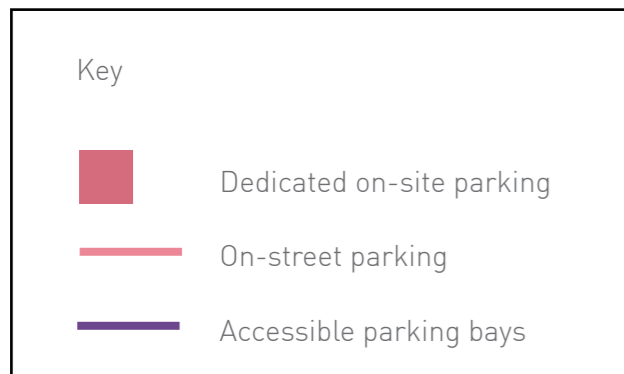 Key
Dedicated on-site parking
On-street parking
Accessible parking bays